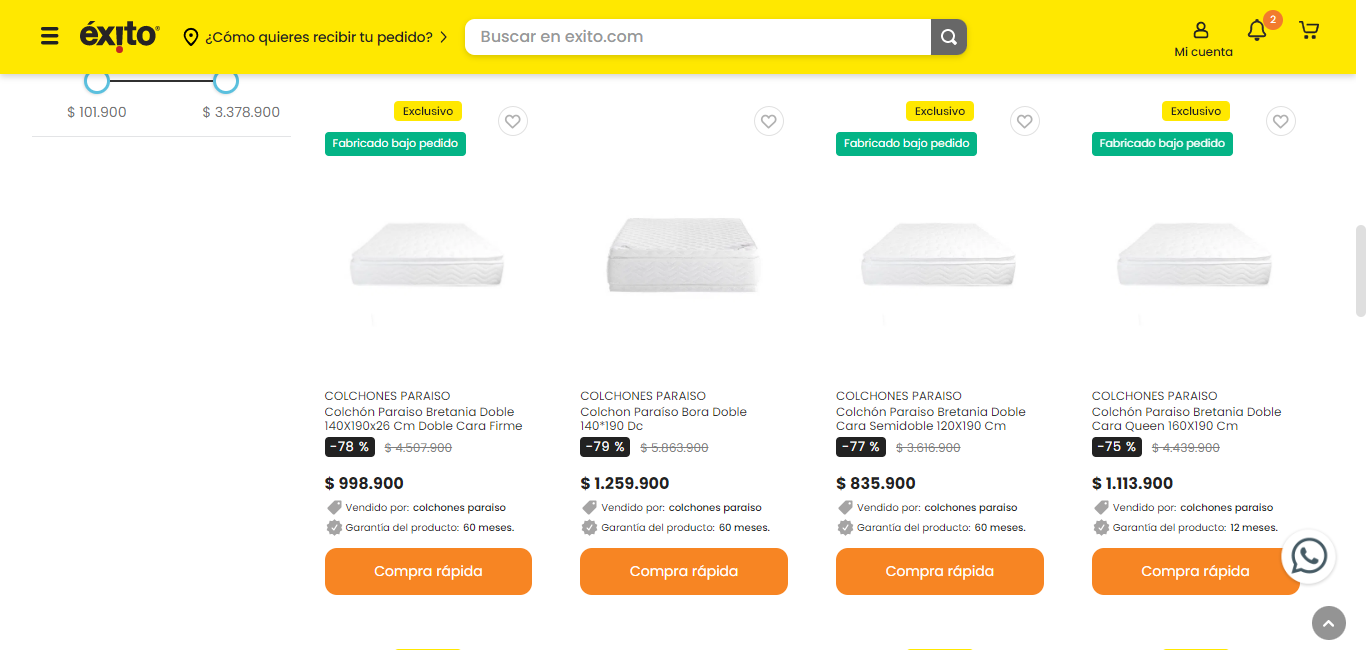 éxito
¿Cómo quieres recibir tu pedido?
Buscar en exito.com
Mi cuenta
2
$ 101.900
$ 3.378.900
Exclusivo
Fabricado bajo pedido
COLCHONES PARAISO
Colchón Paraiso Bretania Doble
140X190x26 Cm Doble Cara Firme
-78 % $ 4.507.900
$ 998.900
Vendido por: colchones paraiso
Garantía del producto: 60 meses.
Compra rápida
COLCHONES PARAISO
Colchon Paraíso Bora Doble
140*190 Dc
-79 % $ 5.863.900
$ 1.259.900
Vendido por: colchones paraiso
Garantía del producto: 60 meses.
Compra rápida
Exclusivo
Fabricado bajo pedido
COLCHONES PARAISO
Colchón Paraiso Bretania Doble
Cara Semidoble 120X190 Cm
-77 % $ 3.616.900
$ 835.900
Vendido por: colchones paraiso
Garantía del producto: 60 meses.
Compra rápida
Exclusivo
Fabricado bajo pedido
COLCHONES PARAISO
Colchón Paraiso Bretania Doble
Cara Queen 160X190 Cm
-75 % $ 4.439.900
$ 1.113.900
Vendido por: colchones paraiso
Garantía del producto: 12 meses.
Compra rápida